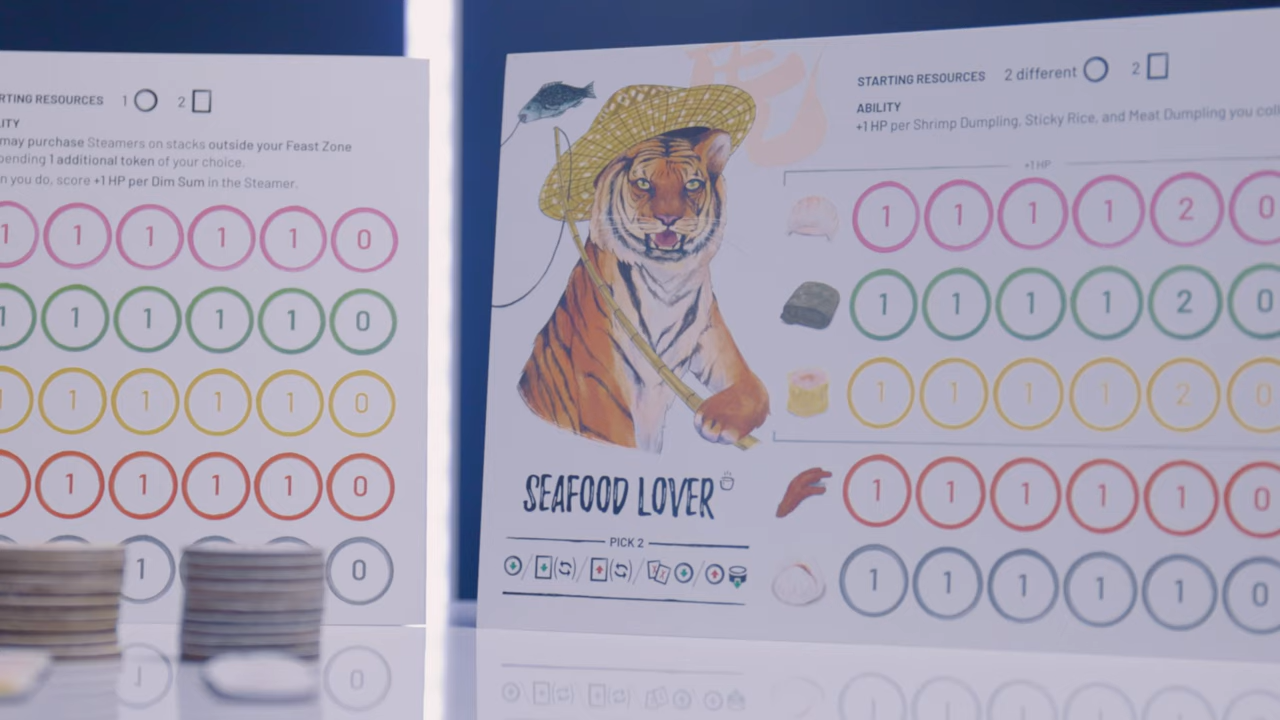 RTING RESOURCES 1 2
ITY
may purchase Steamers on stacks outside your Feast Zone
pending 1 additional token of your choice.
n you do, score +1 HP per Dim Sum in the Steamer.
1 1 1 1 1 0
1 1 1 1 1 0
1 1 1 1 0
1 1 1 1 0
1 0
虎
STARTING RESOURCES 2 different 2
ABILITY
+1 HP per Shrimp Dumpling, Sticky Rice, and Meat Dumpling you col
+1 HP
1 1 1 1 2 0
1 1 1 1 2 0
1 1 1 1 2 0
1 1 1 1 1 0
1 1 1 1 1 0
SEAFOOD LOVER
PICK 2